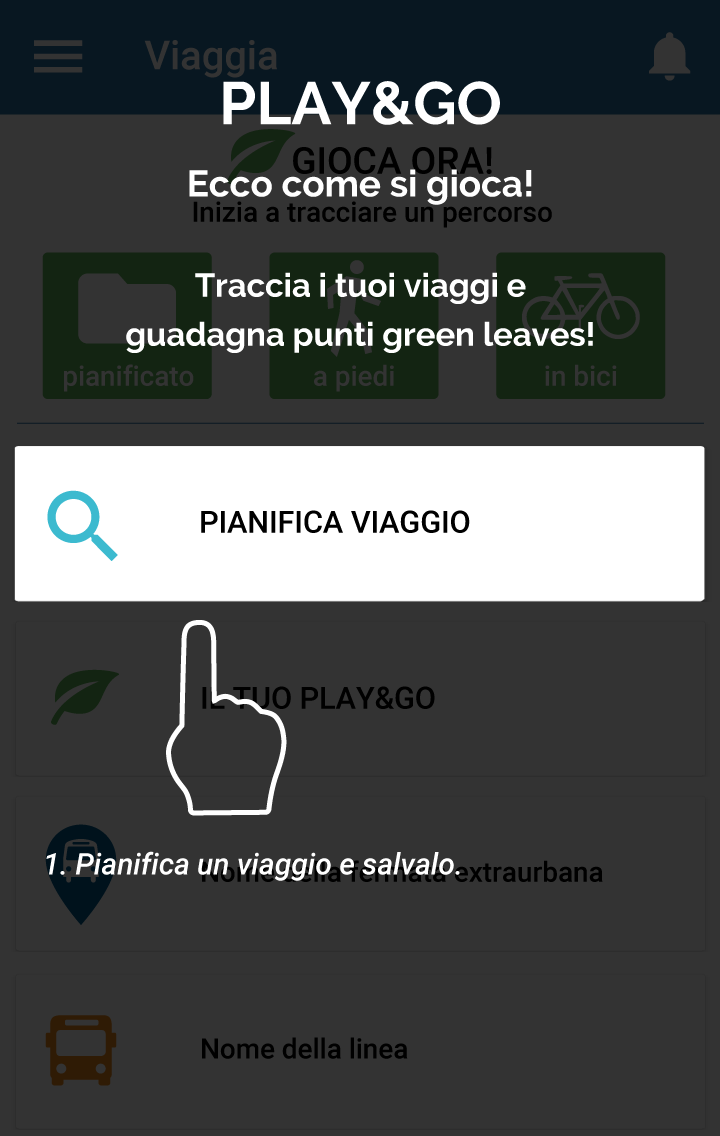 Viaggia
PLAY&GO
GIOCA ORA!
Ecco come si gioca!
Inizia a tracciare un percorso
Traccia i tuoi viaggi e
guadagna punti green leaves!
pianificato
a piedi
in bici
PIANIFICA VIAGGIO
IL TUO PLAY&GO
1. Pianifica un viaggio e salvalo.
Nome della fermata extraurbana
Nome della linea